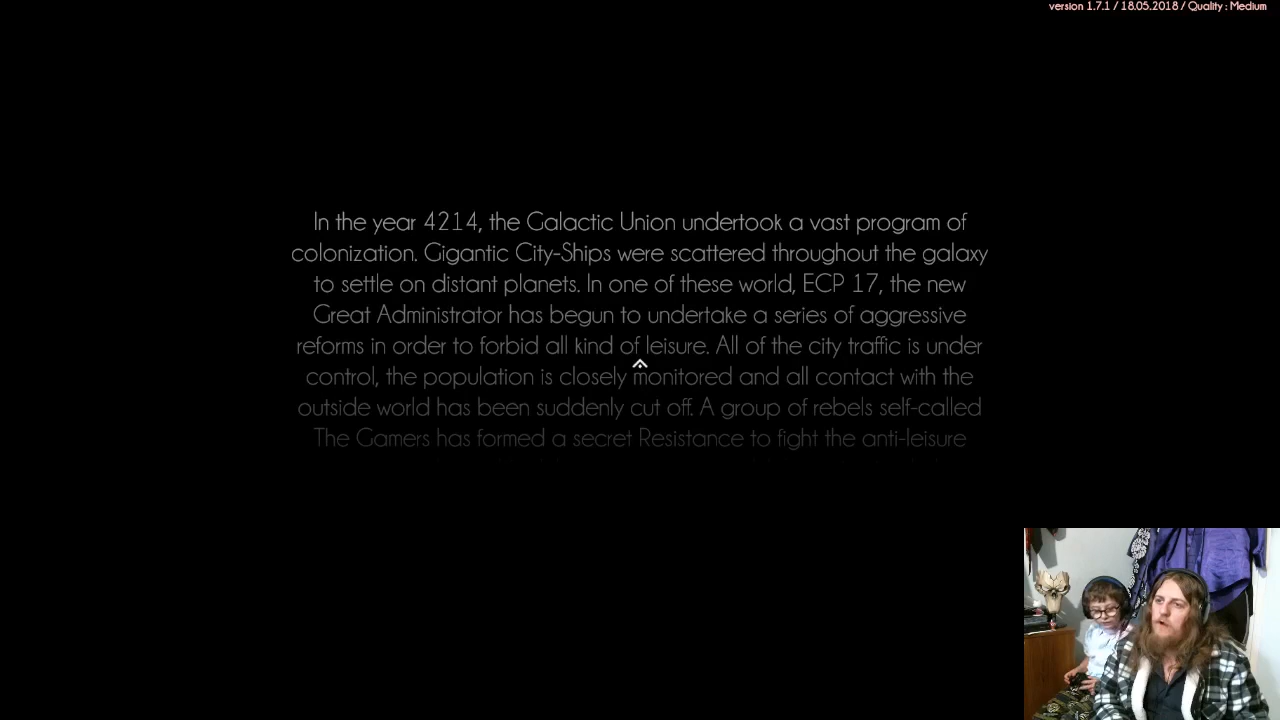 version 1.7.1 / 18.05.2018 / Quality : Medium
In the year 4214, the Galactic Union undertook a vast program of
colonization. Gigantic City-Ships were scattered throughout the galaxy
to settle on distant planets. In one of these world, ECP 17, the new
Great Administrator has begun to undertake a series of aggressive
reforms in order to forbid all kind of leisure. All of the city traffic is under
control, the population is closely monitored and all contact with the
outside world has been suddenly cut off. A group of rebels self-called
The Gamers has formed a secret Resistance to fight the anti-leisure